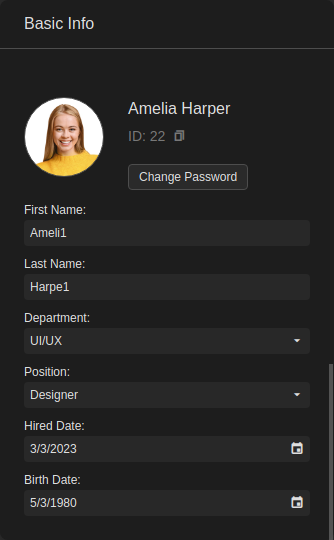 Basic Info
Amelia Harper
ID: 22
Change Password
First Name:
Ameli1
Last Name:
Harpe1
Department:
UI/UX
Position:
Designer
Hired Date:
3/3/2023
Birth Date:
5/3/1980